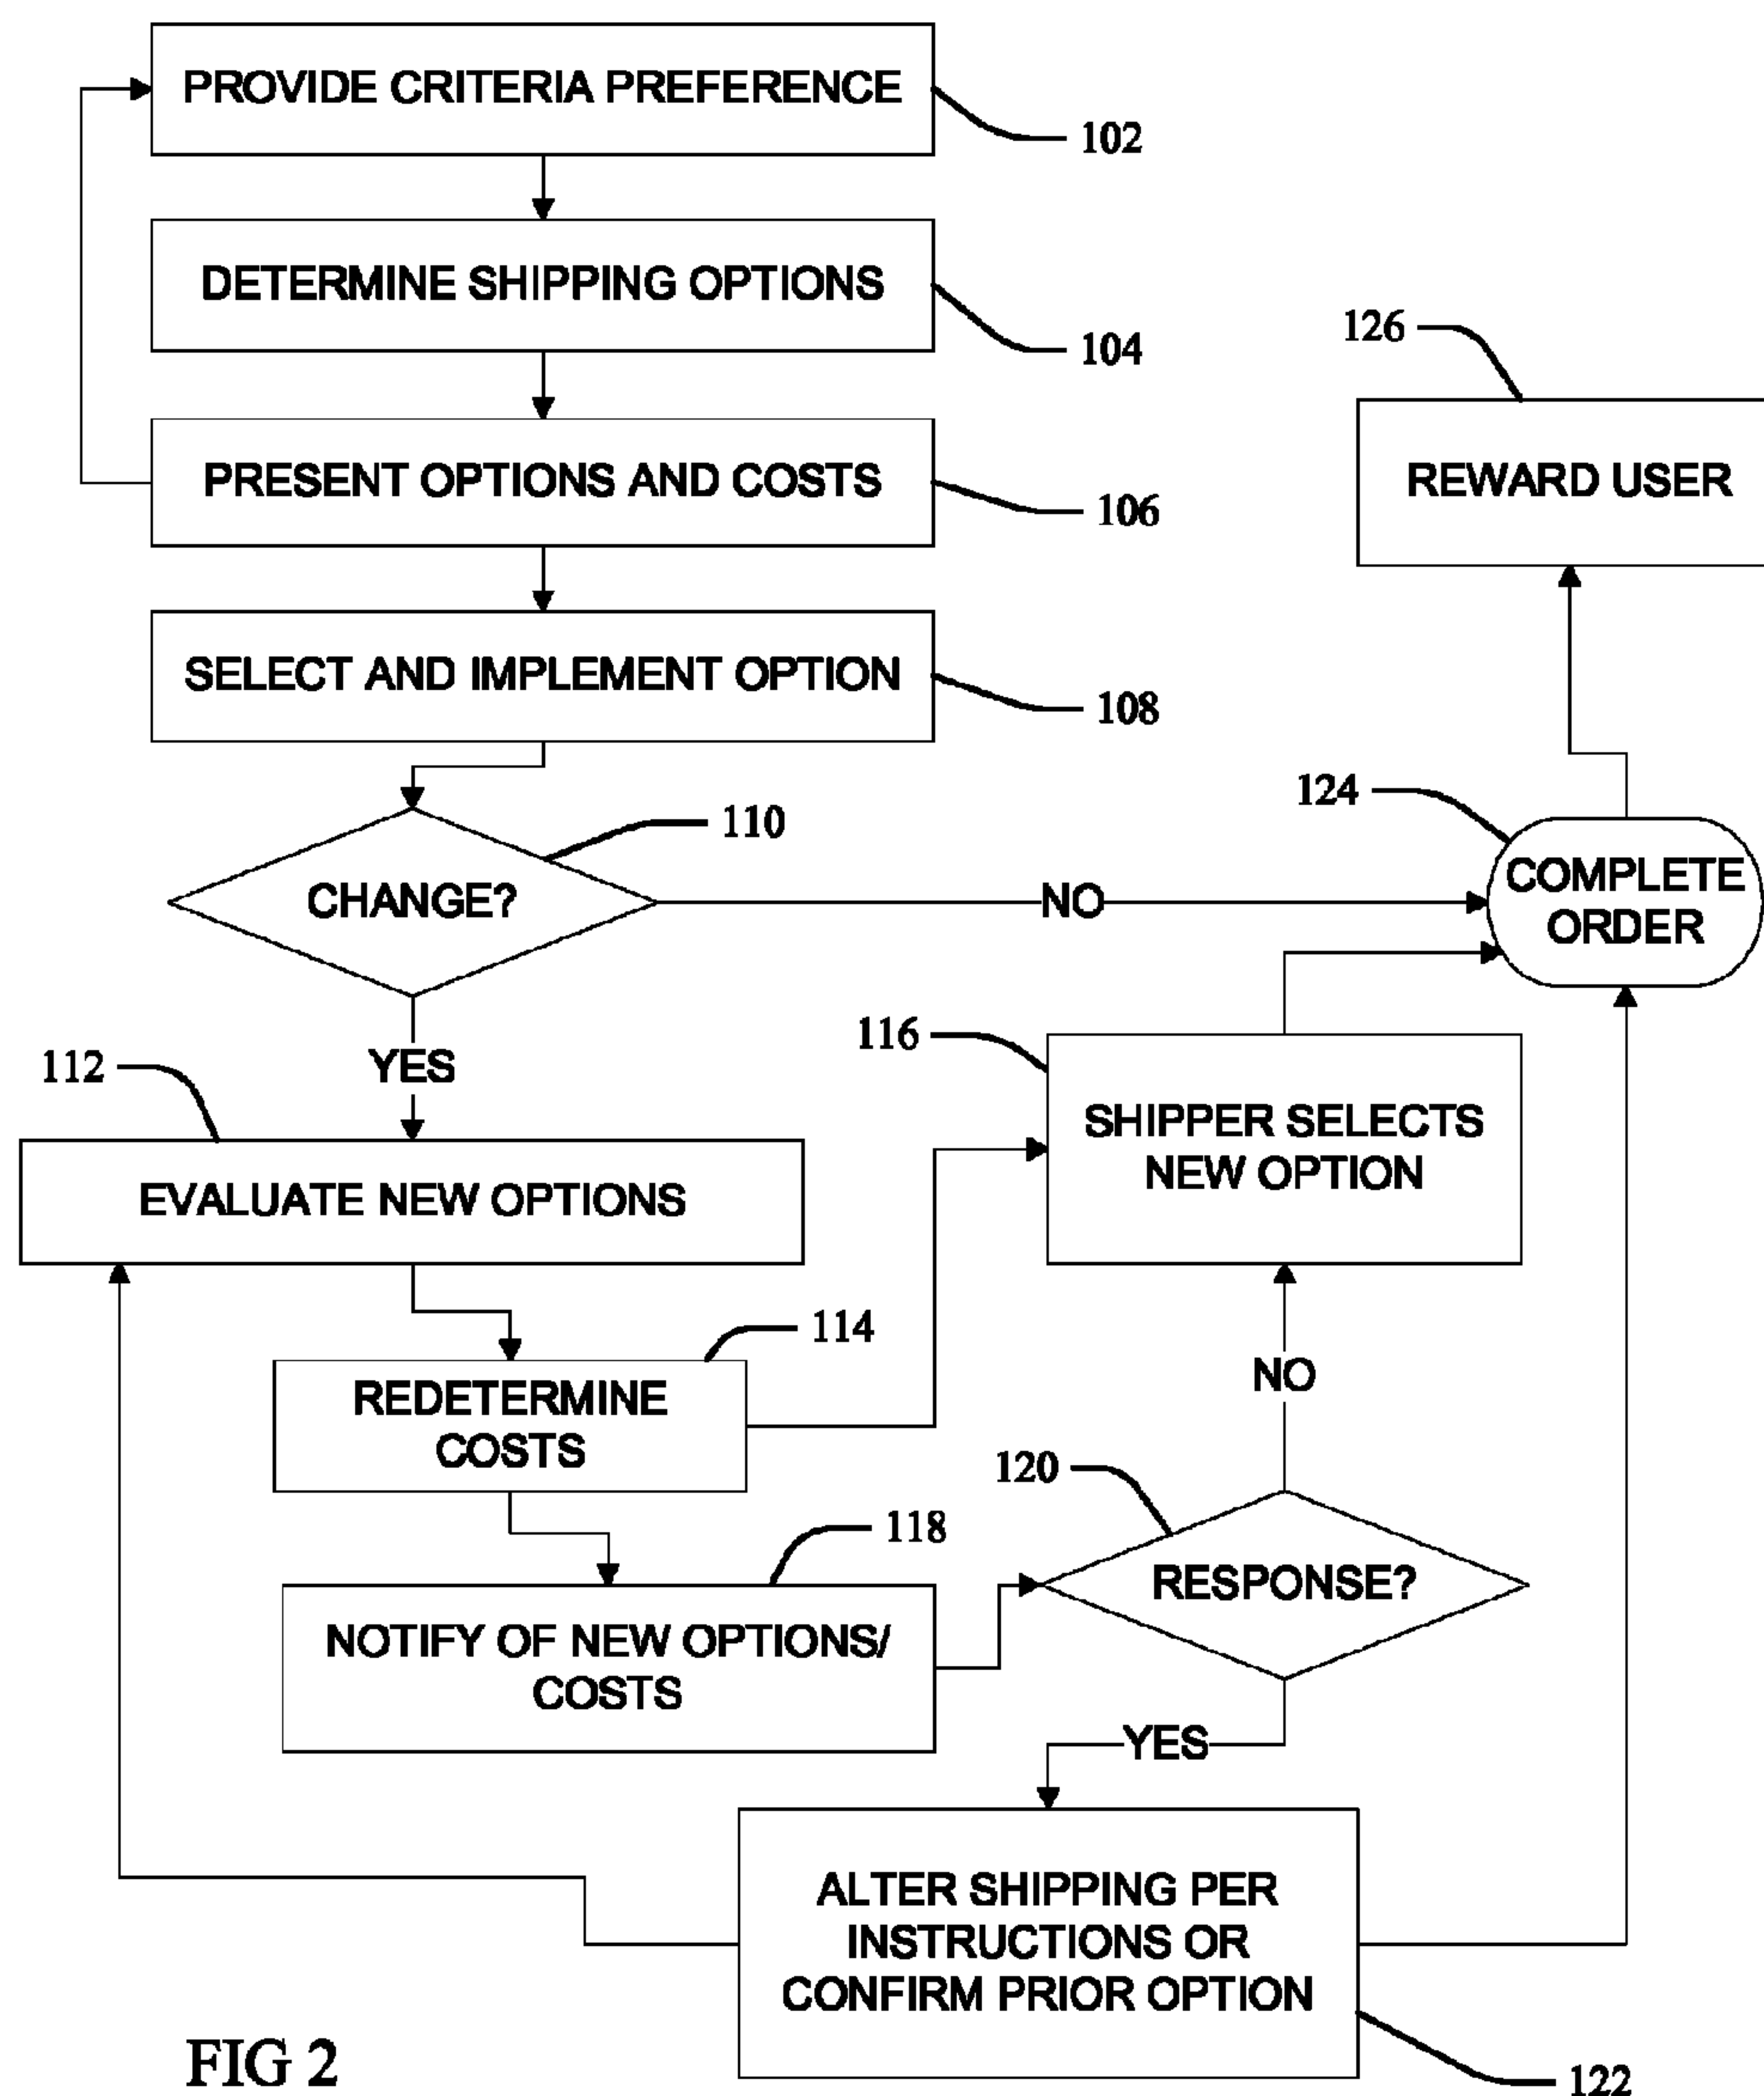 PROVIDE CRITERIA PREFERENCE
102
DETERMINE SHIPPING OPTIONS
104
126
PRESENT OPTIONS AND COSTS
106
REWARD USER
SELECT AND IMPLEMENT OPTION
108
124
110
CHANGE?
NO
COMPLETE
ORDER
116
112
YES
SHIPPER SELECTS
NEW OPTION
EVALUATE NEW OPTIONS
114
REDETERMINE
COSTS
NO
120
118
RESPONSE?
NOTIFY OF NEW OPTIONS/
COSTS
YES
ALTER SHIPPING PER
INSTRUCTIONS OR
CONFIRM PRIOR OPTION
FIG 2
122